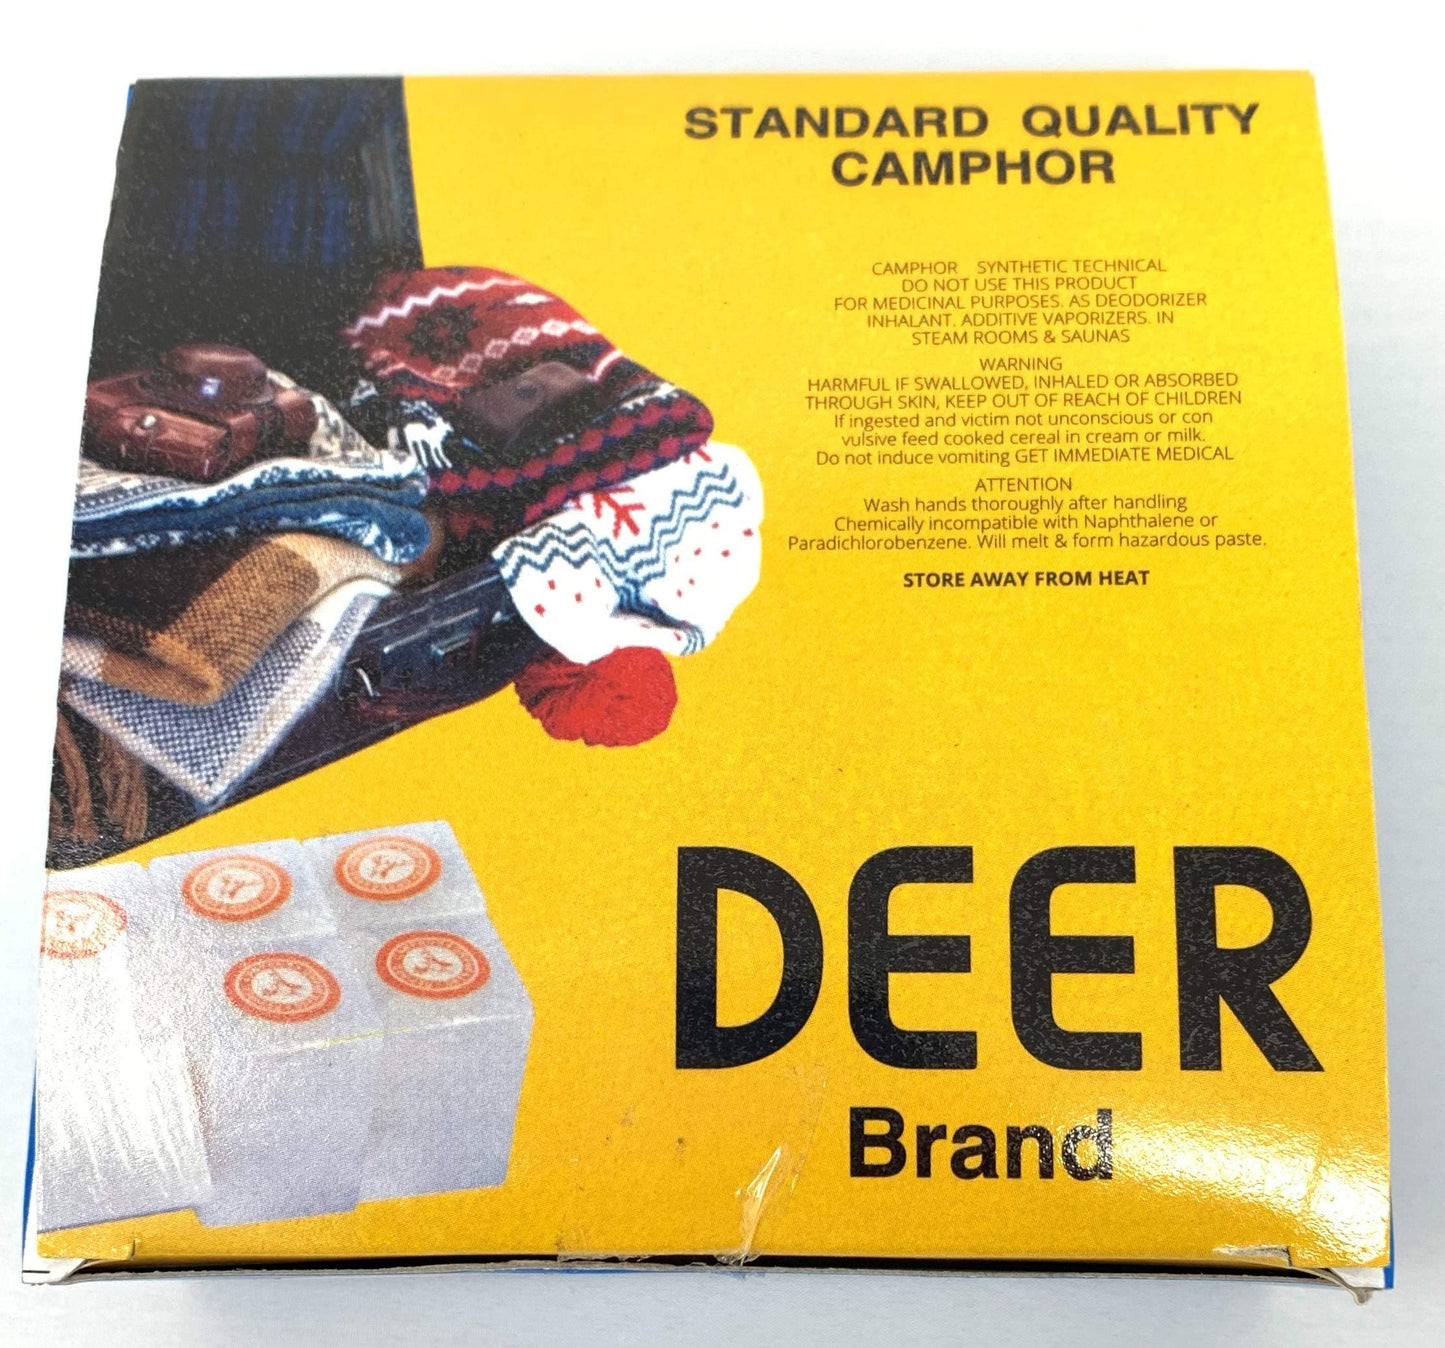 STANDARD QUALITY
CAMPHOR
CAMPHOR SYNTHETIC TECHNICAL
DO NOT USE THIS PRODUCT
FOR MEDICINAL PURPOSES. AS DEODORIZER
INHALANT. ADDITIVE VAPORIZERS. IN
STEAM ROOMS & SAUNAS
WARNING
HARMFUL IF SWALLOWED, INHALED OR ABSORBED
THROUGH SKIN, KEEP OUT OF REACH OF CHILDREN
If ingested and victim not unconscious or con
vulsive feed cooked cereal in cream or milk.
Do not induce vomiting GET IMMEDIATE MEDICAL
ATTENTION
Wash hands thoroughly after handling
Chemically incompatible with Naphthalene or
Paradichlorobenzene. Will melt & form hazardous paste.
STORE AWAY FROM HEAT
DEER
Brand